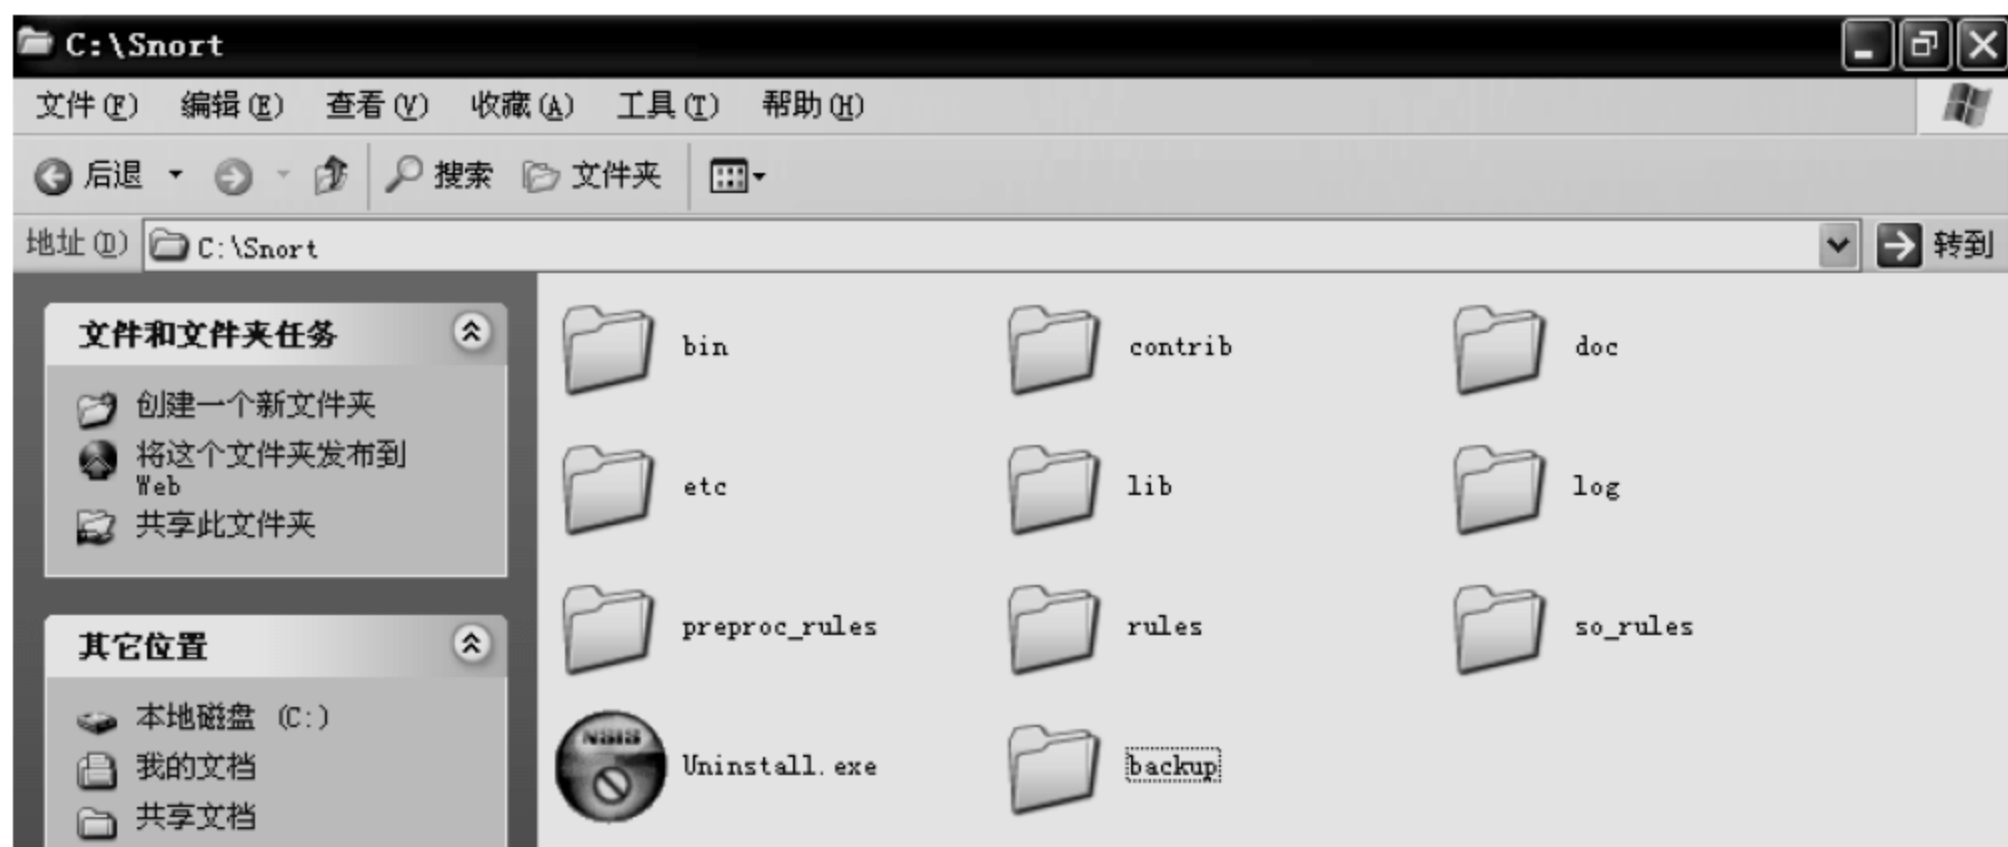 C:\Snort
文件(F) 编辑(E) 查看(V) 收藏(A) 工具(T) 帮助(H)
后退 搜索 文件夹
地址(D) C:\Snort 转到
文件和文件夹任务
创建一个新文件夹
将这个文件夹发布到
Web
共享此文件夹
其它位置
本地磁盘 (C:)
我的文档
共享文档
bin contrib doc
etc lib log
preproc_rules rules so_rules
NSIS
Uninstall.exe backup